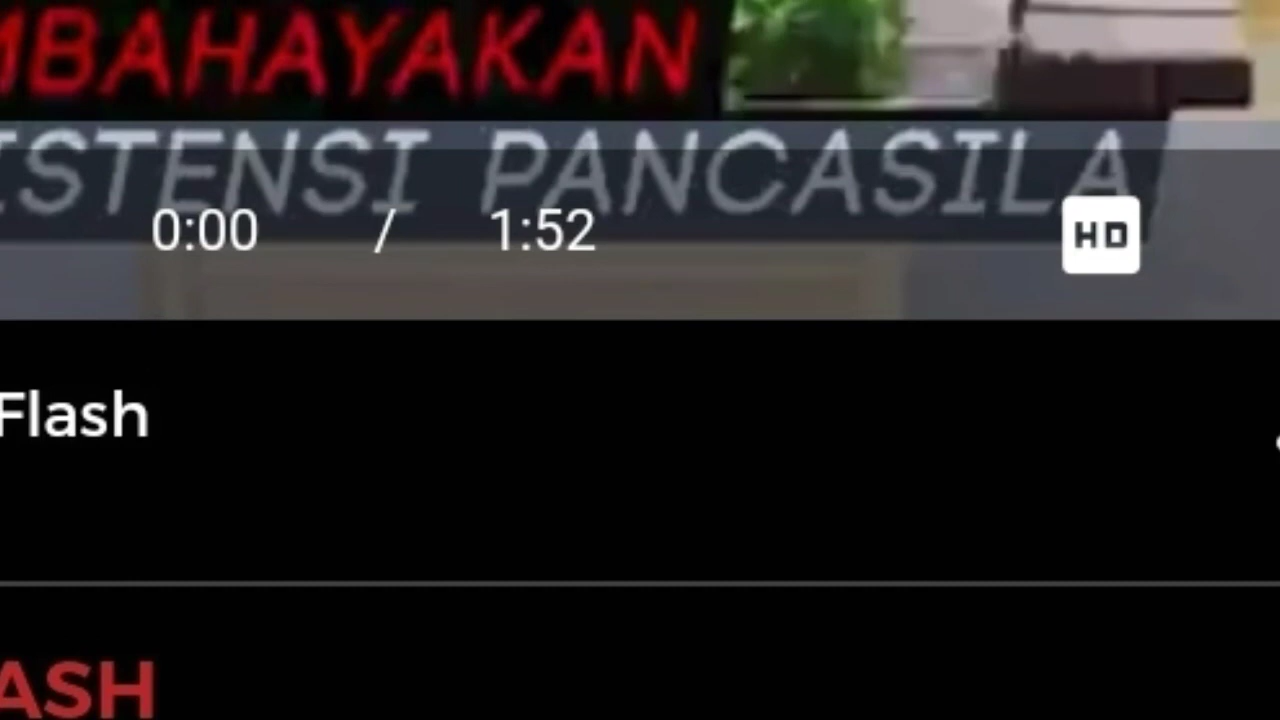 MBAHAYAKAN
ISTENSI PANCASILA
0:00 / 1:52
HD
Flash
ASH